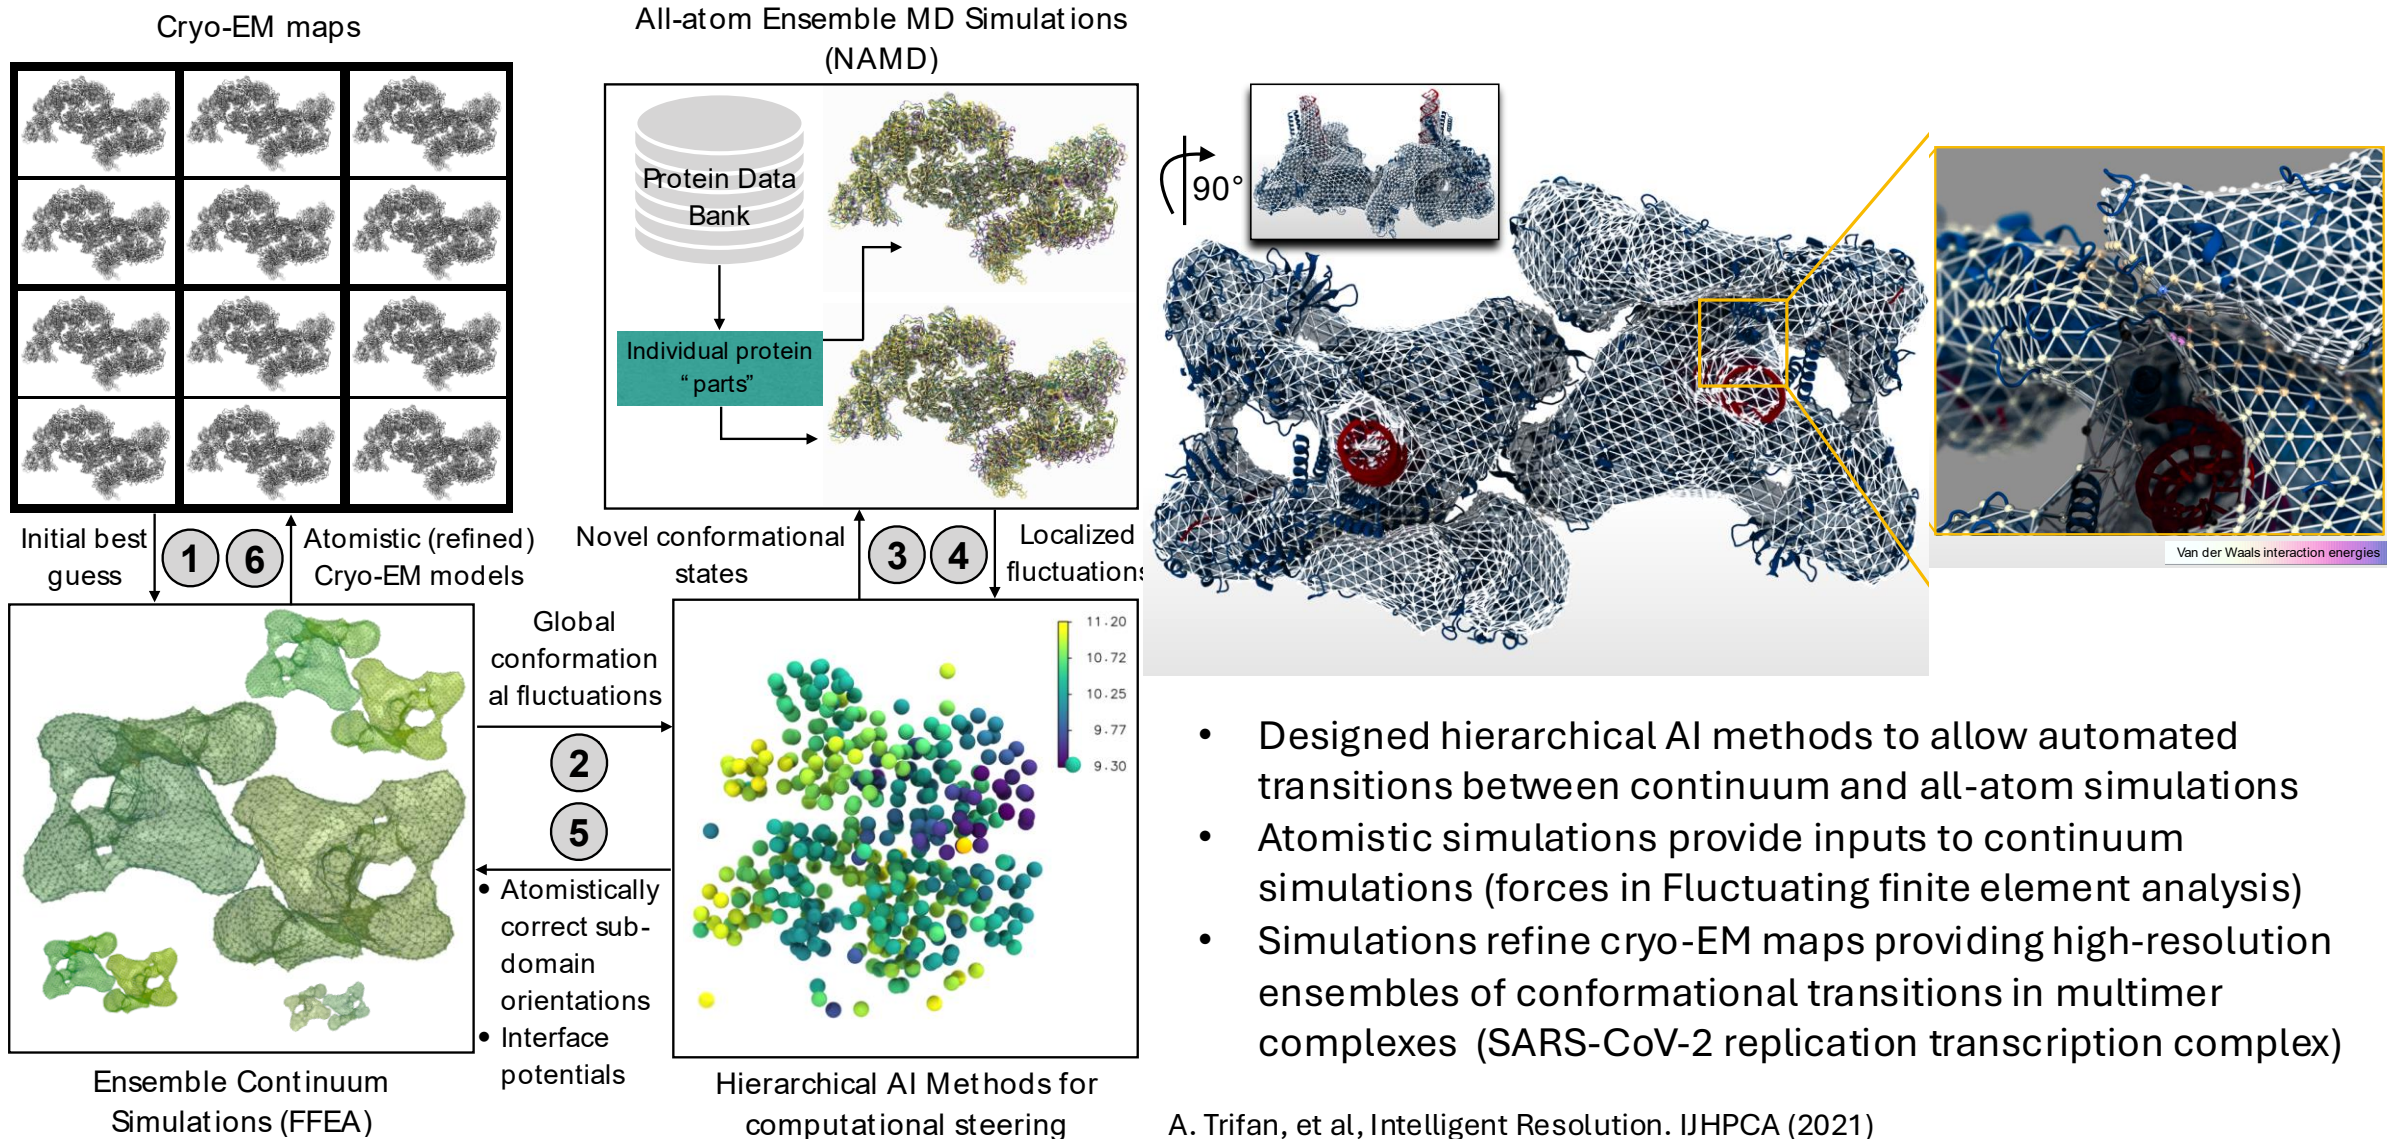 Cryo-EM maps
All-atom Ensemble MD Simulations
(NAMD)
Protein Data
Bank
Individual protein
“parts”
90°
Van der Waals interaction energies
Initial best
guess
1
6
Atomistic (refined)
Cryo-EM models
Novel conformational
states
3
4
Localized
fluctuations
Global
conformation
al fluctuations
2
5
• Atomistically
correct sub-
domain
orientations
• Interface
potentials
11.20
10.72
10.25
9.77
9.30
Ensemble Continuum
Simulations (FFEA)
Hierarchical AI Methods for
computational steering
• Designed hierarchical AI methods to allow automated
transitions between continuum and all-atom simulations
• Atomistic simulations provide inputs to continuum
simulations (forces in Fluctuating finite element analysis)
• Simulations refine cryo-EM maps providing high-resolution
ensembles of conformational transitions in multimer
complexes (SARS-CoV-2 replication transcription complex)
A. Trifan, et al, Intelligent Resolution. IJHPCA (2021)